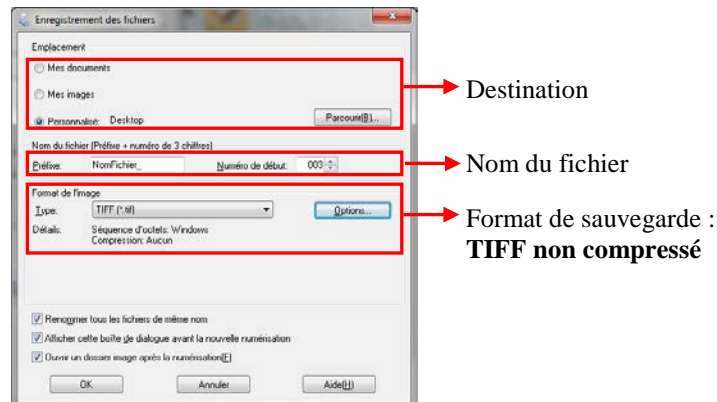 Enregistrement des fichiers
Emplacement
Mes documents
Mes images
Personnalisé: Desktop
Parcourir(B)...
Destination
Nom du fichier (Préfixe + numéro de 3 chiffres)
Préfixe: NomFichier_ Numéro de début: 003
Nom du fichier
Format de l'image
Type: TIFF (*.tif) Options...
Détails: Séquence d'octets: Windows
Compression: Aucun
Format de sauvegarde :
TIFF non compressé
Renommer tous les fichiers de même nom
Afficher cette boîte de dialogue avant la nouvelle numérisation
Ouvrir un dossier image après la numérisation(F)
OK Annuler Aide(H)